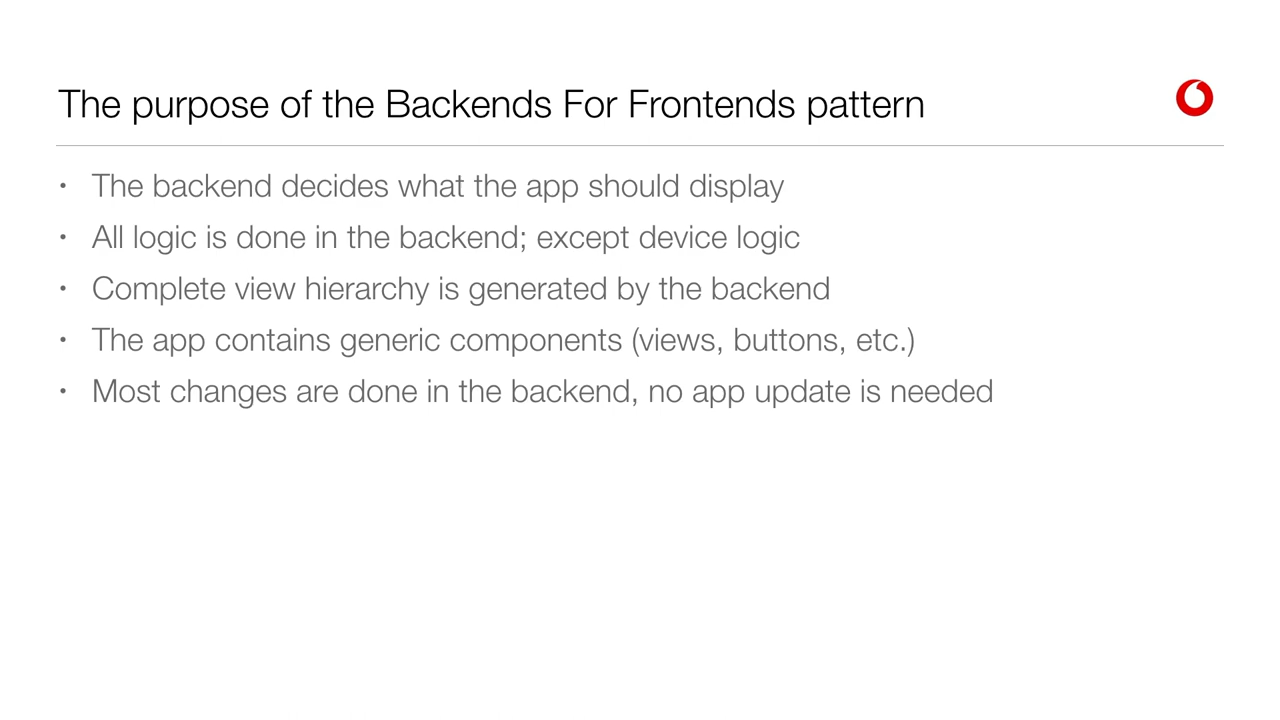 The purpose of the Backends For Frontends pattern
• The backend decides what the app should display
• All logic is done in the backend; except device logic
• Complete view hierarchy is generated by the backend
• The app contains generic components (views, buttons, etc.)
• Most changes are done in the backend, no app update is needed